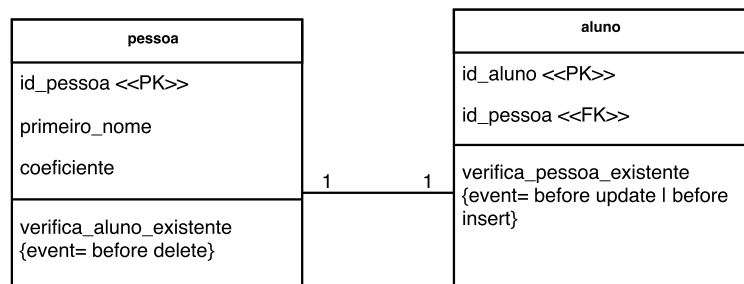 pessoa
id_pessoa <<PK>>
primeiro_nome
coeficiente
verifica_aluno_existente
{event= before delete}
1
1
aluno
id_aluno <<PK>>
id_pessoa <<FK>>
verifica_pessoa_existente
{event= before update | before
insert}